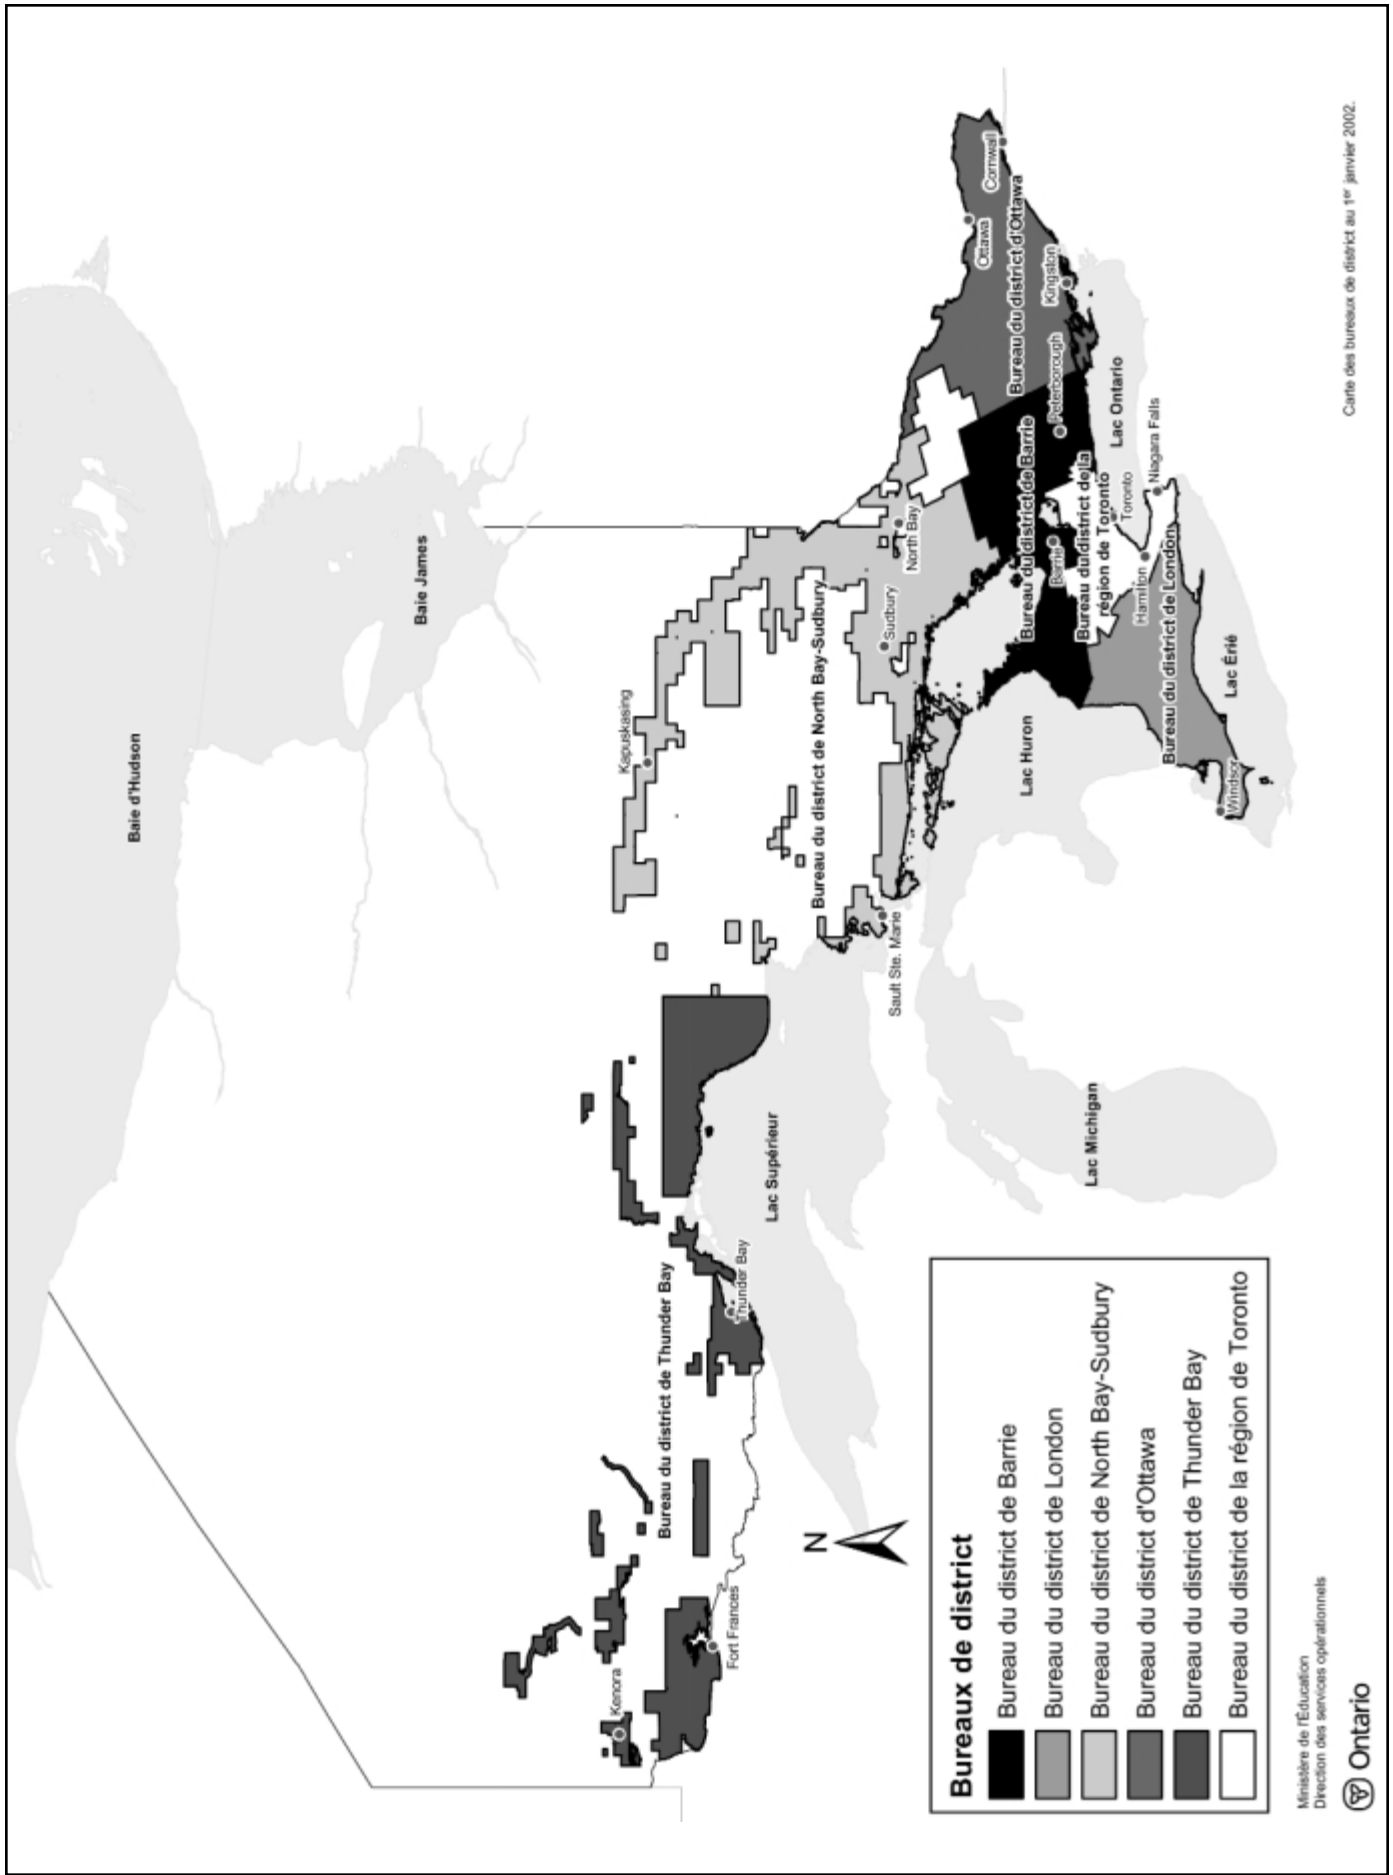 Baie d'Hudson
Baie James
Kapuskasing
Bureau du district de North Bay-Sudbury
Sudbury
North Bay
Sault Ste. Marie
Bureau du district de Thunder Bay
Thunder Bay
Kenora
Fort Frances
Lac Supérieur
Lac Michigan
Lac Huron
Ottawa
Cornwall
Bureau du district d'Ottawa
Kingston
Peterborough
Bureau du district de Barrie
Barrie
Bureau du district de la
région de Toronto
Toronto
Lac Ontario
Niagara Falls
Hamilton
Bureau du district de London
Lac Érié
Windsor
N
Bureaux de district
Bureau du district de Barrie
Bureau du district de London
Bureau du district de North Bay-Sudbury
Bureau du district d'Ottawa
Bureau du district de Thunder Bay
Bureau du district de la région de Toronto
Ministère de l'Éducation
Direction des services opérationnels
Ontario
Carte des bureaux de district au 1er janvier 2002.